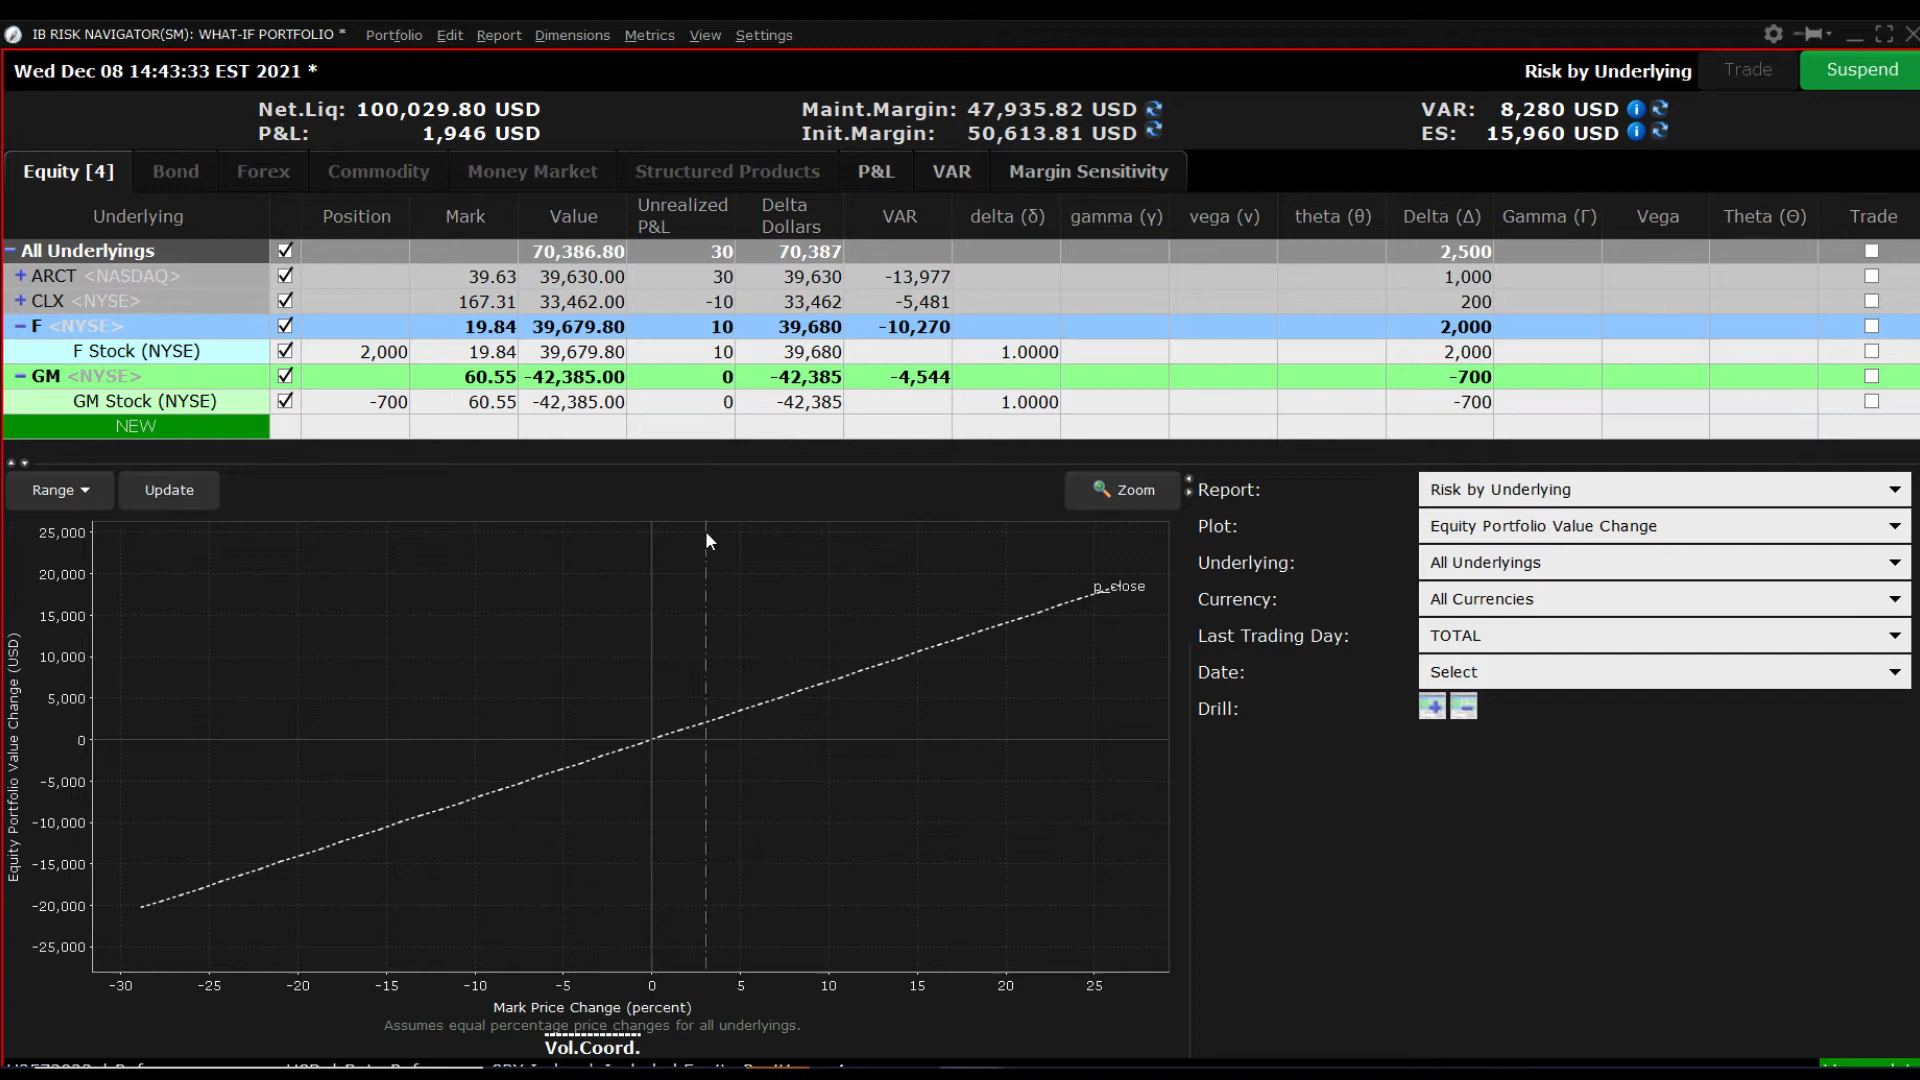 IB RISK NAVIGATOR(SM): WHAT-IF PORTFOLIO * Portfolio Edit Report Dimensions Metrics View Settings
Wed Dec 08 14:43:33 EST 2021 * Risk by Underlying Trade Suspend
Net.Liq: 100,029.80 USD Maint.Margin: 47,935.82 USD VAR: 8,280 USD
P&L: 1,946 USD Init.Margin: 50,613.81 USD ES: 15,960 USD
Equity [4] Bond Forex Commodity Money Market Structured Products P&L VAR Margin Sensitivity
Underlying Position Mark Value Unrealized P&L Delta Dollars VAR delta (δ) gamma (γ) vega (v) theta (θ) Delta (Δ) Gamma (Γ) Vega Theta (Θ) Trade
All Underlyings 70,386.80 30 70,387 2,500
ARCT <NASDAQ> 39.63 39,630.00 30 39,630 -13,977 1,000
CLX <NYSE> 167.31 33,462.00 -10 33,462 -5,481 200
F <NYSE> 19.84 39,679.80 10 39,680 -10,270 2,000
F Stock (NYSE) 2,000 19.84 39,679.80 10 39,680 1.0000 2,000
GM <NYSE> 60.55 -42,385.00 0 -42,385 -4,544 -700
GM Stock (NYSE) -700 60.55 -42,385.00 0 -42,385 1.0000 -700
NEW
Range Update Zoom
Report: Risk by Underlying
Plot: Equity Portfolio Value Change
Underlying: All Underlyings
Currency: All Currencies
Last Trading Day: TOTAL
Date: Select
Drill:
Equity Portfolio Value Change (USD)
25,000
20,000
15,000
10,000
5,000
0
-5,000
-10,000
-15,000
-20,000
-25,000
p_close
-30 -25 -20 -15 -10 -5 0 5 10 15 20 25
Mark Price Change (percent)
Assumes equal percentage price changes for all underlyings.
Vol.Coord.